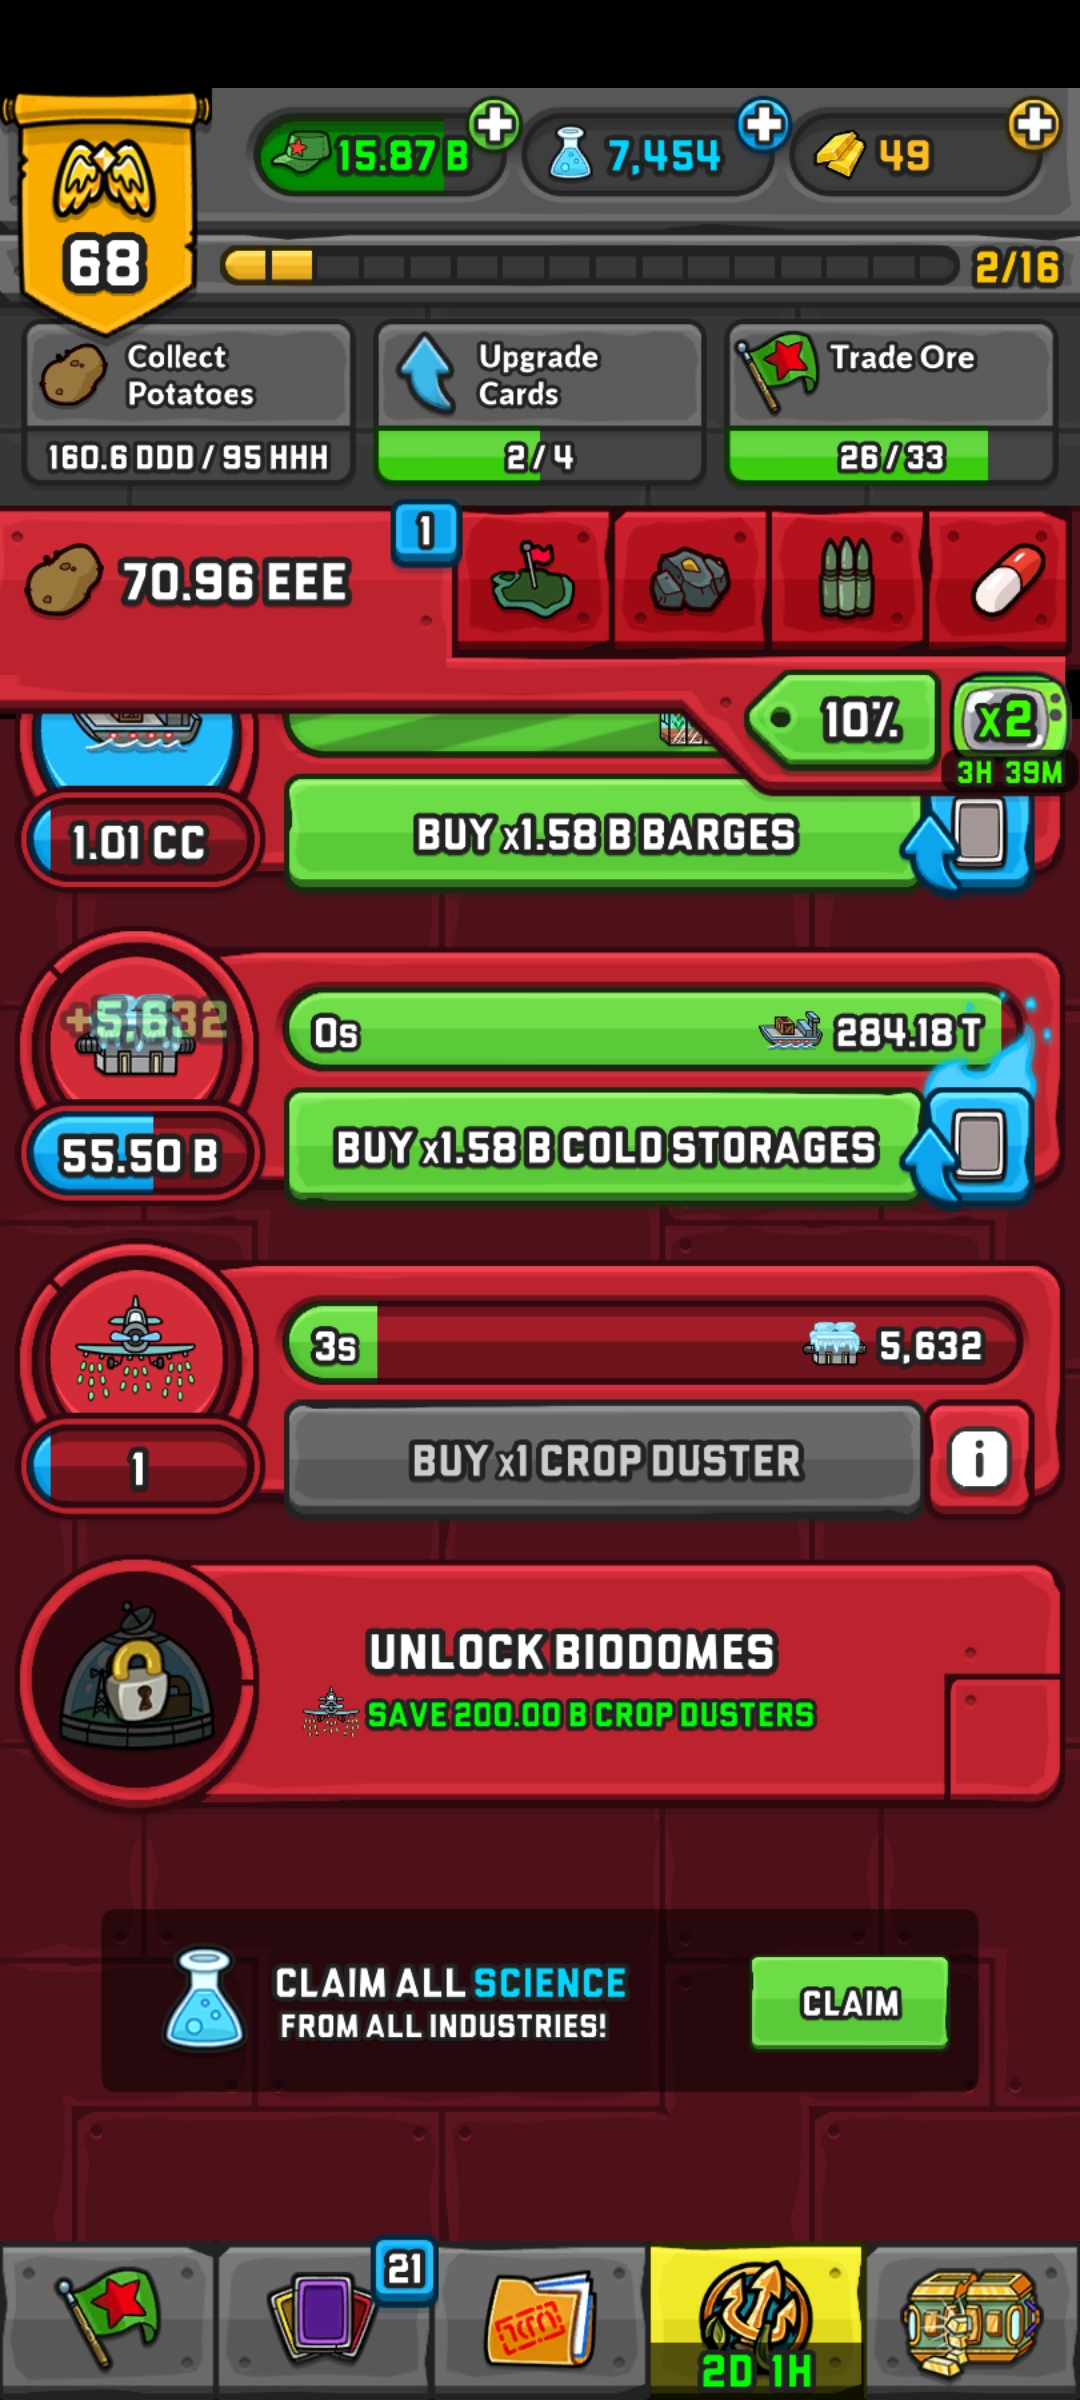 15.87 B
7,454
49
68
2/16
Collect
Potatoes
160.6 DDD / 95 HHH
Upgrade
Cards
2 / 4
Trade Ore
26 / 33
70.96 EEE
1
10%
x2
3H 39M
1.01 CC
BUY x1.58 B BARGES
+5,632
0s
284.18 T
55.50 B
BUY x1.58 B COLD STORAGES
3s
5,632
1
BUY x1 CROP DUSTER
i
UNLOCK BIODOMES
SAVE 200.00 B CROP DUSTERS
CLAIM ALL SCIENCE
FROM ALL INDUSTRIES!
CLAIM
21
2D 1H